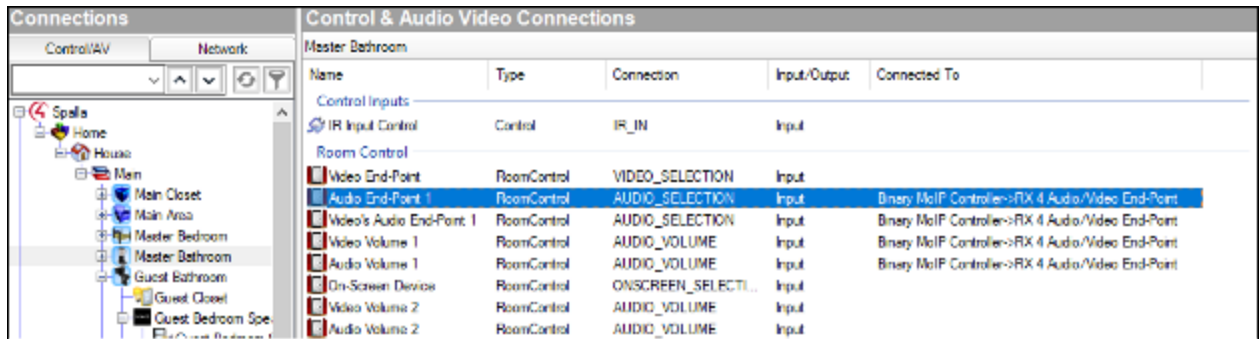 Connections
Control & Audio Video Connections
Control/AV Network
Master Bathroom
Name Type Connection Input/Output Connected To
Control Inputs
Spalla
IR Input Control Control IR_IN Input
Home
House
Room Control
Main
Video End-Point RoomControl VIDEO_SELECTION Input
Main Closet
Audio End-Point 1 RoomControl AUDIO_SELECTION Input Binary MoIP Controller->RX 4 Audio/Video End-Point
Main Area
Video's Audio End-Point 1 RoomControl AUDIO_SELECTION Input Binary MoIP Controller->RX 4 Audio/Video End-Point
Master Bedroom
Video Volume 1 RoomControl AUDIO_VOLUME Input Binary MoIP Controller->RX 4 Audio/Video End-Point
Master Bathroom
Audio Volume 1 RoomControl AUDIO_VOLUME Input Binary MoIP Controller->RX 4 Audio/Video End-Point
Guest Bathroom
On-Screen Device RoomControl ONSCREEN_SELECTI... Input
Guest Closet
Video Volume 2 RoomControl AUDIO_VOLUME Input
Guest Bedroom Spe
Audio Volume 2 RoomControl AUDIO_VOLUME Input